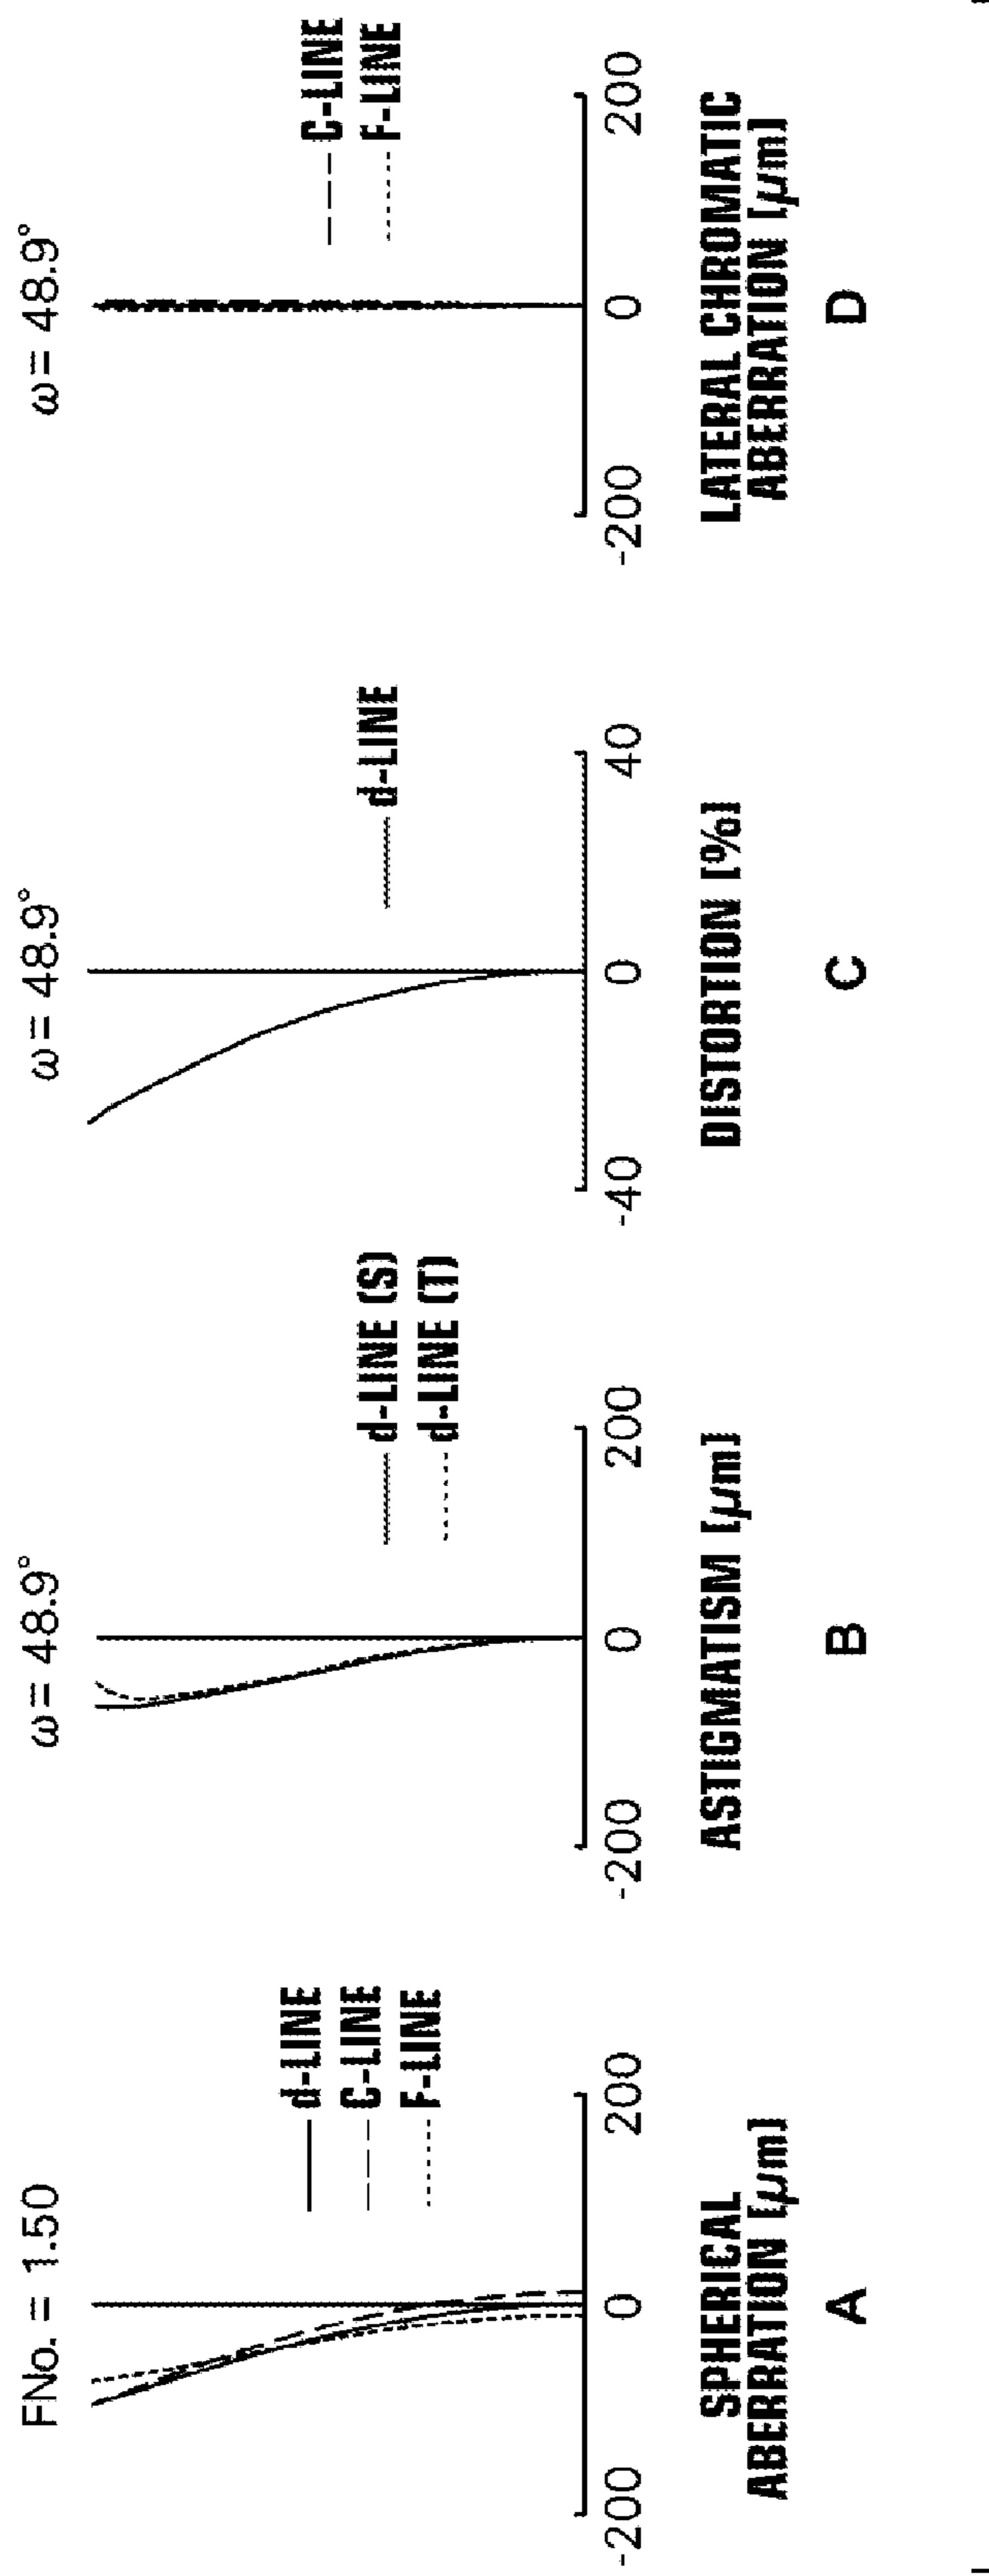 FNo. = 1.50
d-LINE
C-LINE
F-LINE
-200 0 200
SPHERICAL
ABERRATION [μm]
A
ω= 48.9°
d-LINE (S)
d-LINE (T)
-200 0 200
ASTIGMATISM [μm]
B
ω= 48.9°
d-LINE
-40 0 40
DISTORTION [%]
C
ω= 48.9°
C-LINE
F-LINE
-200 0 200
LATERAL CHROMATIC
ABERRATION [μm]
D